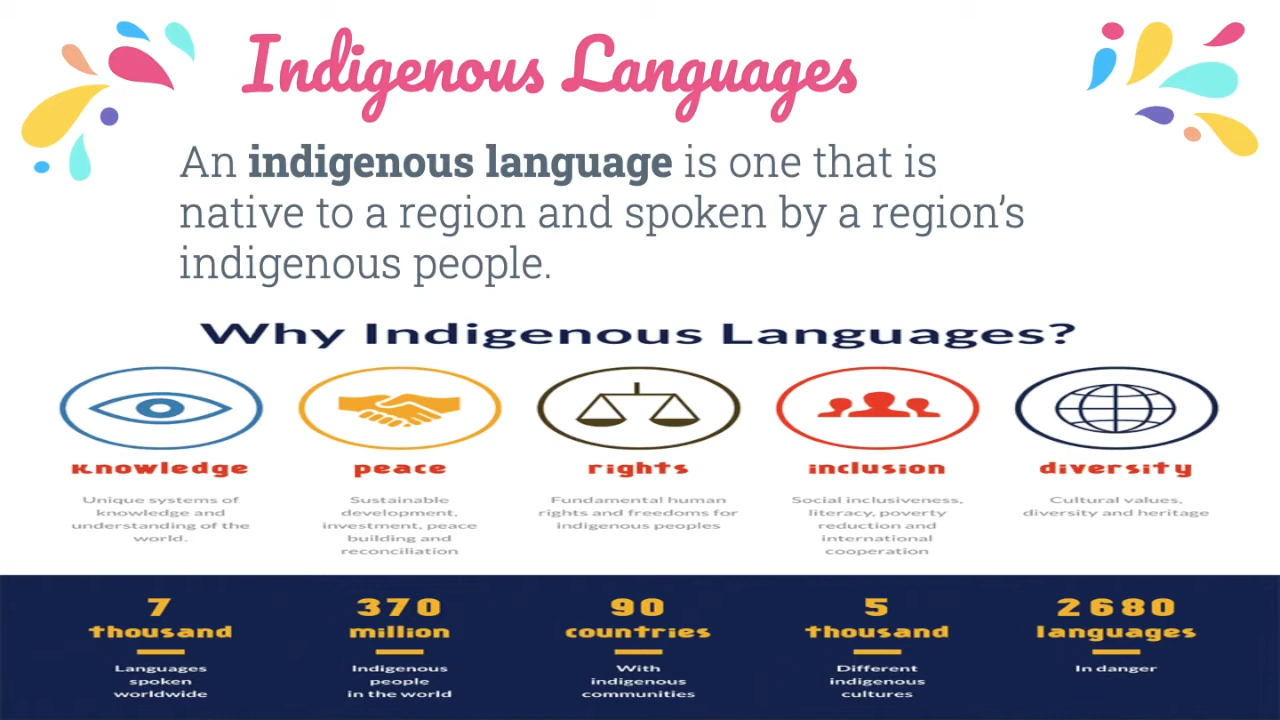 Indigenous Languages
An indigenous language is one that is
native to a region and spoken by a region's
indigenous people.
Why Indigenous Languages?
knowledge
Unique systems of
knowledge and
understanding of the
world.
peace
Sustainable
development,
investment, peace
building and
reconciliation
rights
Fundamental human
rights and freedoms for
indigenous peoples
inclusion
Social inclusiveness,
literacy, poverty
reduction and
international
cooperation
diversity
Cultural values,
diversity and heritage
7
thousand
Languages
spoken
worldwide
370
million
Indigenous
people
in the world
90
countries
With
indigenous
communities
5
thousand
Different
indigenous
cultures
2680
languages
In danger